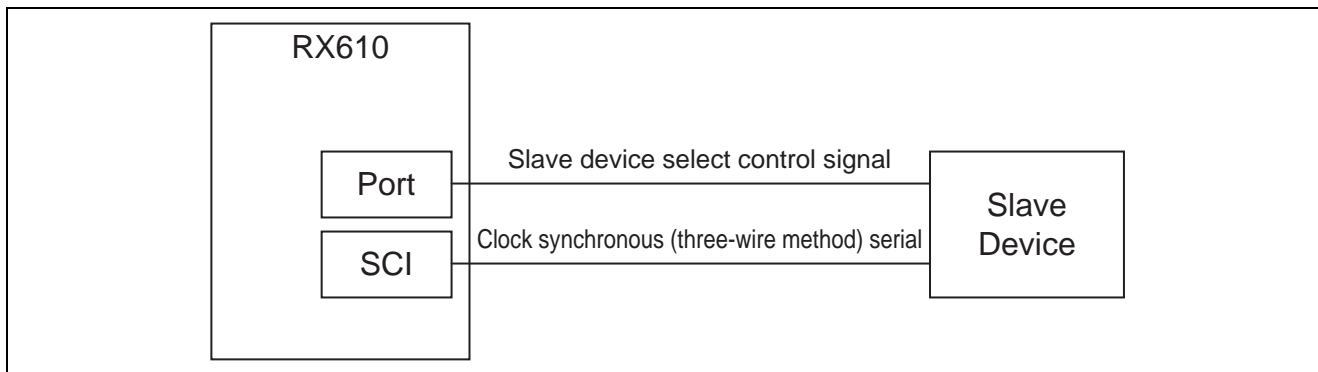 RX610
Slave device select control signal
Port
Clock synchronous (three-wire method) serial
SCI
Slave
Device